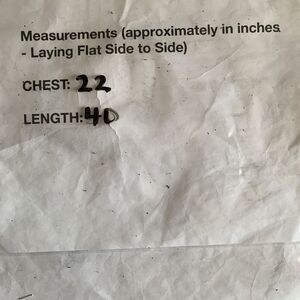 Measurements (approximately in inches
- Laying Flat Side to Side)
CHEST: 22
LENGTH: 40